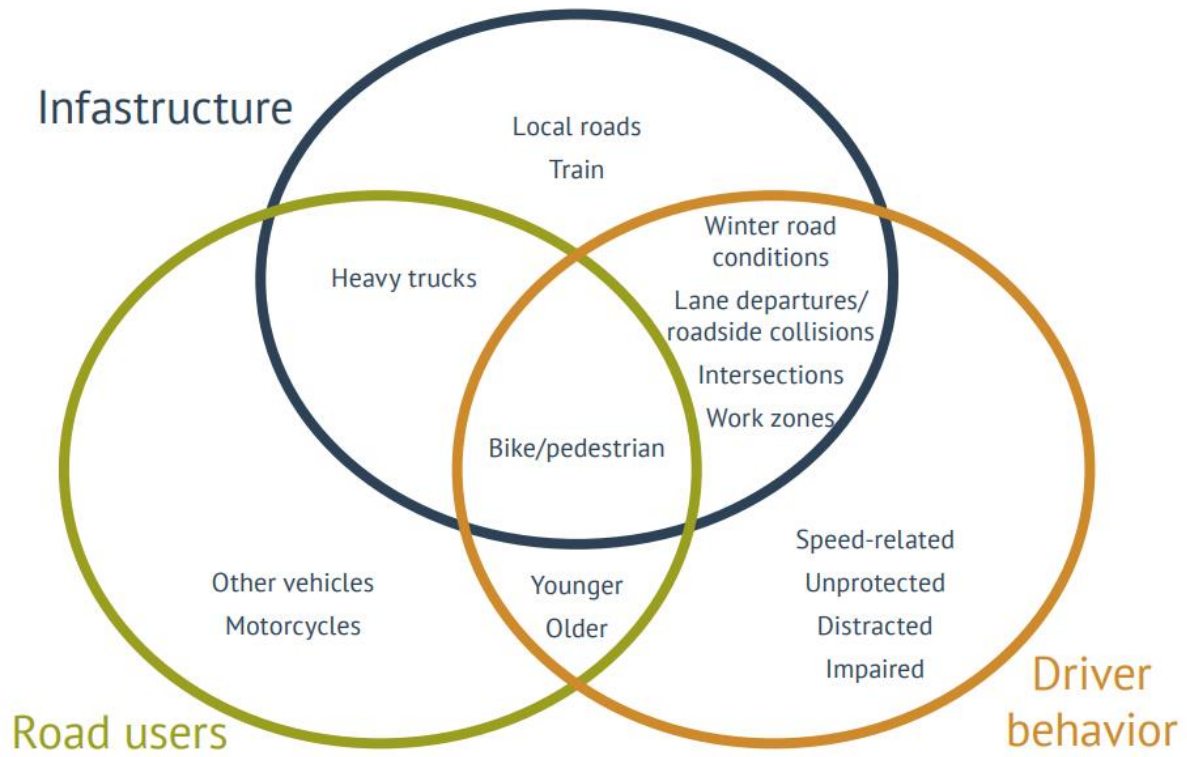 Infastructure
Local roads
Train
Winter road
conditions
Heavy trucks
Lane departures/
roadside collisions
Intersections
Work zones
Bike/pedestrian
Speed-related
Other vehicles
Younger
Unprotected
Motorcycles
Older
Distracted
Impaired
Driver
behavior
Road users